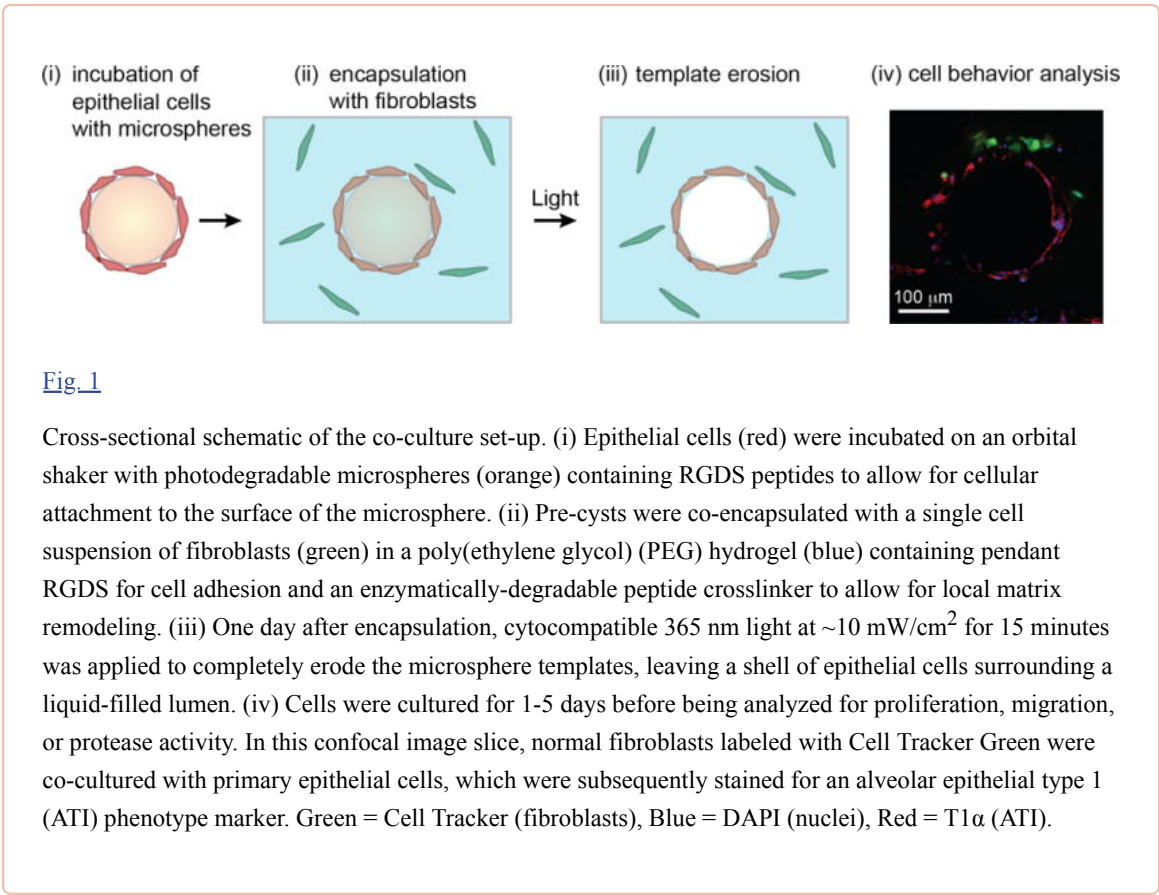 (i) incubation of
epithelial cells
with microspheres
(ii) encapsulation
with fibroblasts
(iii) template erosion
(iv) cell behavior analysis
Light
100 μm
Fig. 1
Cross-sectional schematic of the co-culture set-up. (i) Epithelial cells (red) were incubated on an orbital
shaker with photodegradable microspheres (orange) containing RGDS peptides to allow for cellular
attachment to the surface of the microsphere. (ii) Pre-cysts were co-encapsulated with a single cell
suspension of fibroblasts (green) in a poly(ethylene glycol) (PEG) hydrogel (blue) containing pendant
RGDS for cell adhesion and an enzymatically-degradable peptide crosslinker to allow for local matrix
remodeling. (iii) One day after encapsulation, cytocompatible 365 nm light at ~10 mW/cm² for 15 minutes
was applied to completely erode the microsphere templates, leaving a shell of epithelial cells surrounding a
liquid-filled lumen. (iv) Cells were cultured for 1-5 days before being analyzed for proliferation, migration,
or protease activity. In this confocal image slice, normal fibroblasts labeled with Cell Tracker Green were
co-cultured with primary epithelial cells, which were subsequently stained for an alveolar epithelial type 1
(ATI) phenotype marker. Green = Cell Tracker (fibroblasts), Blue = DAPI (nuclei), Red = T1α (ATI).